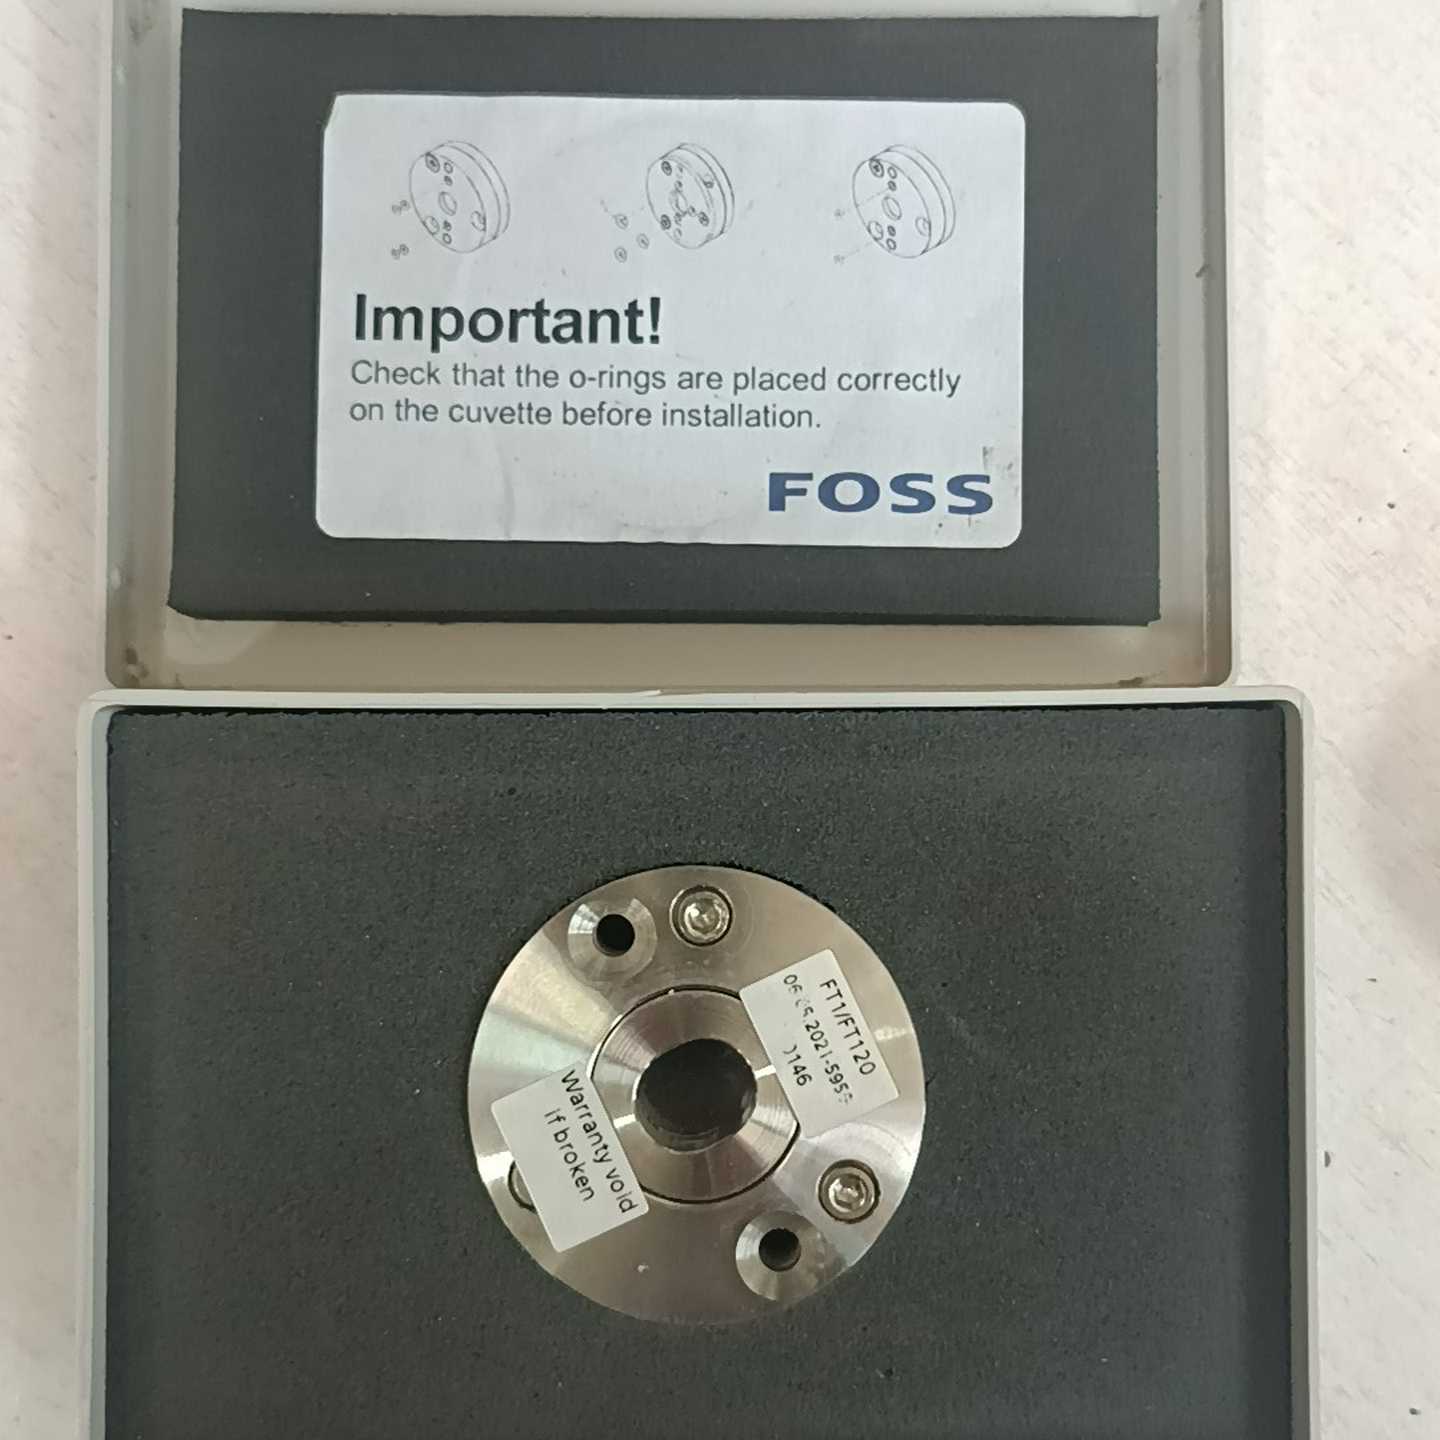 Important!
Check that the o-rings are placed correctly
on the cuvette before installation.
FOSS
FT1/FT120
Warranty void
if broken